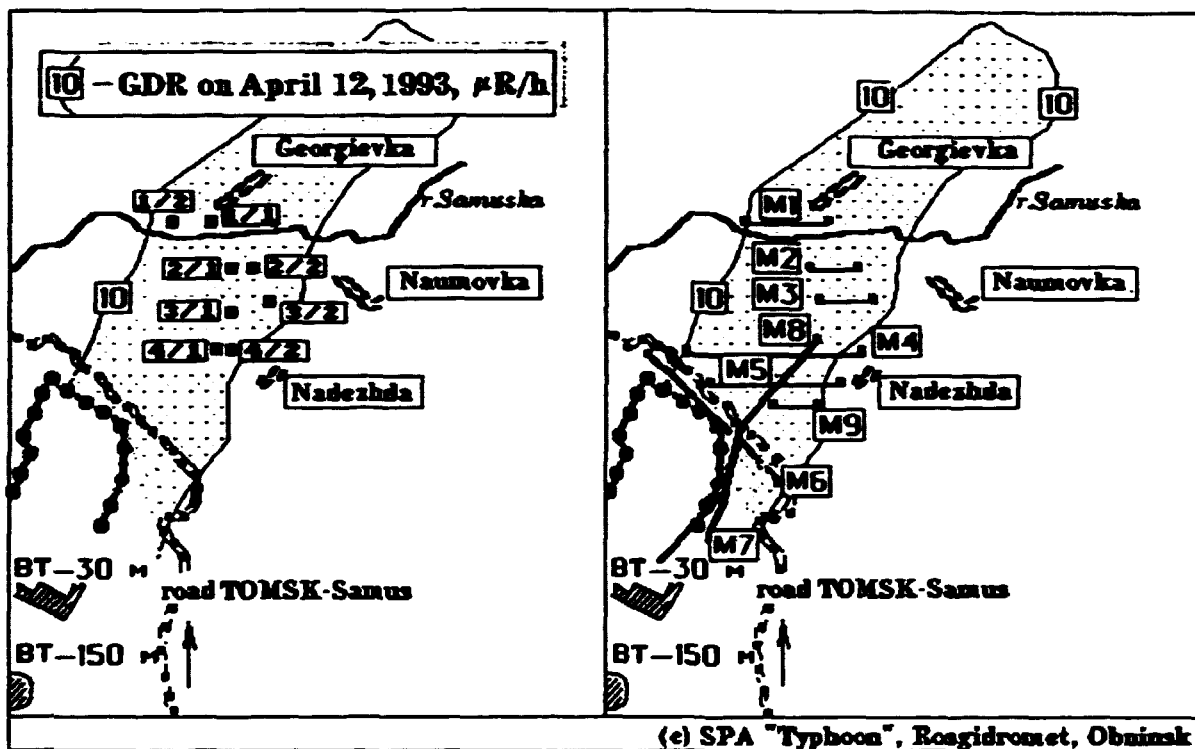 10 – GDR on April 12, 1993, μR/h
Georgievka
1/2
1/1
r.Samuska
2/1
2/2
Naumovka
10
3/1
3/2
4/1
4/2
Nadezhda
BT–30 м
road TOMSK-Samus
BT–150 м
10
10
Georgievka
M1
r.Samuska
M2
Naumovka
10
M3
M8
M4
M5
Nadezhda
M9
M6
M7
BT–30 м
road TOMSK-Samus
BT–150 м
(c) SPA "Typhoon", Rosgidromet, Obninsk